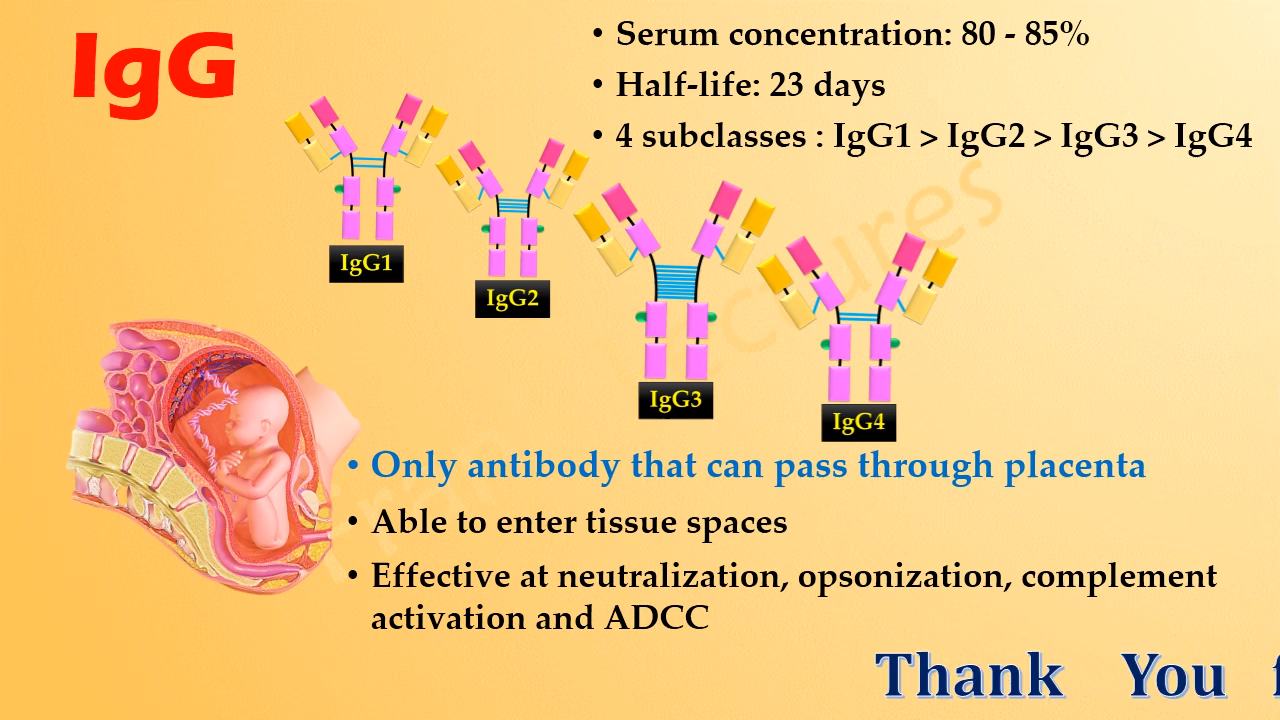 IgG
• Serum concentration: 80 - 85%
• Half-life: 23 days
• 4 subclasses : IgG1 > IgG2 > IgG3 > IgG4
IgG1
IgG2
IgG3
IgG4
• Only antibody that can pass through placenta
• Able to enter tissue spaces
• Effective at neutralization, opsonization, complement
activation and ADCC
Thank You f